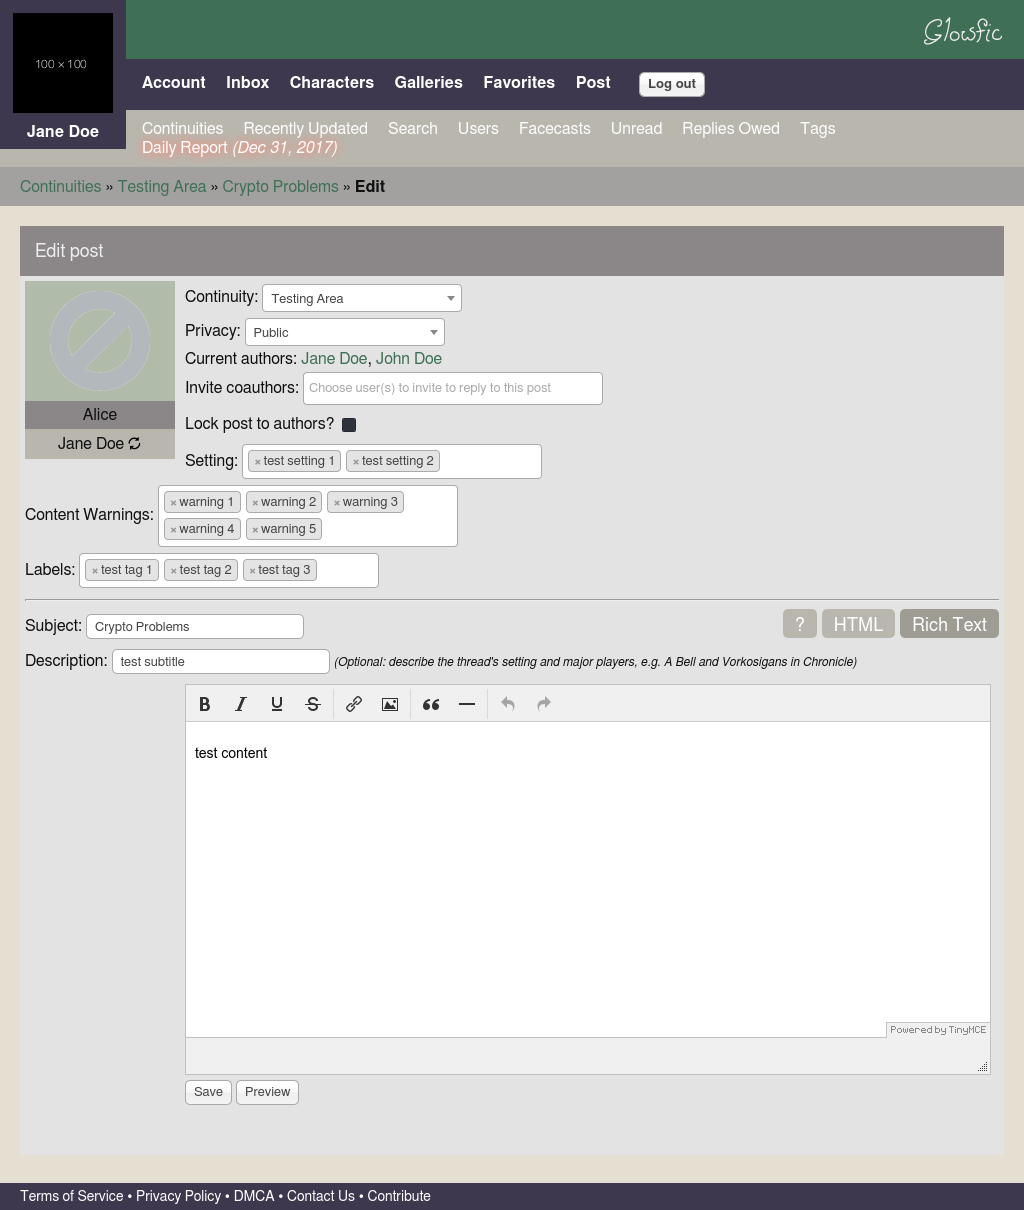 Glowfic
100 × 100
Jane Doe
Account Inbox Characters Galleries Favorites Post Log out
Continuities Recently Updated Search Users Facecasts Unread Replies Owed Tags
Daily Report (Dec 31, 2017)
Continuities » Testing Area » Crypto Problems » Edit
Edit post
Alice
Jane Doe
Continuity: Testing Area
Privacy: Public
Current authors: Jane Doe, John Doe
Invite coauthors: Choose user(s) to invite to reply to this post
Lock post to authors?
Setting: × test setting 1 × test setting 2
Content Warnings: × warning 1 × warning 2 × warning 3
× warning 4 × warning 5
Labels: × test tag 1 × test tag 2 × test tag 3
Subject: Crypto Problems ? HTML Rich Text
Description: test subtitle (Optional: describe the thread's setting and major players, e.g. A Bell and Vorkosigans in Chronicle)
B I U S
test content
Powered by TinyMCE
Save Preview
Terms of Service • Privacy Policy • DMCA • Contact Us • Contribute